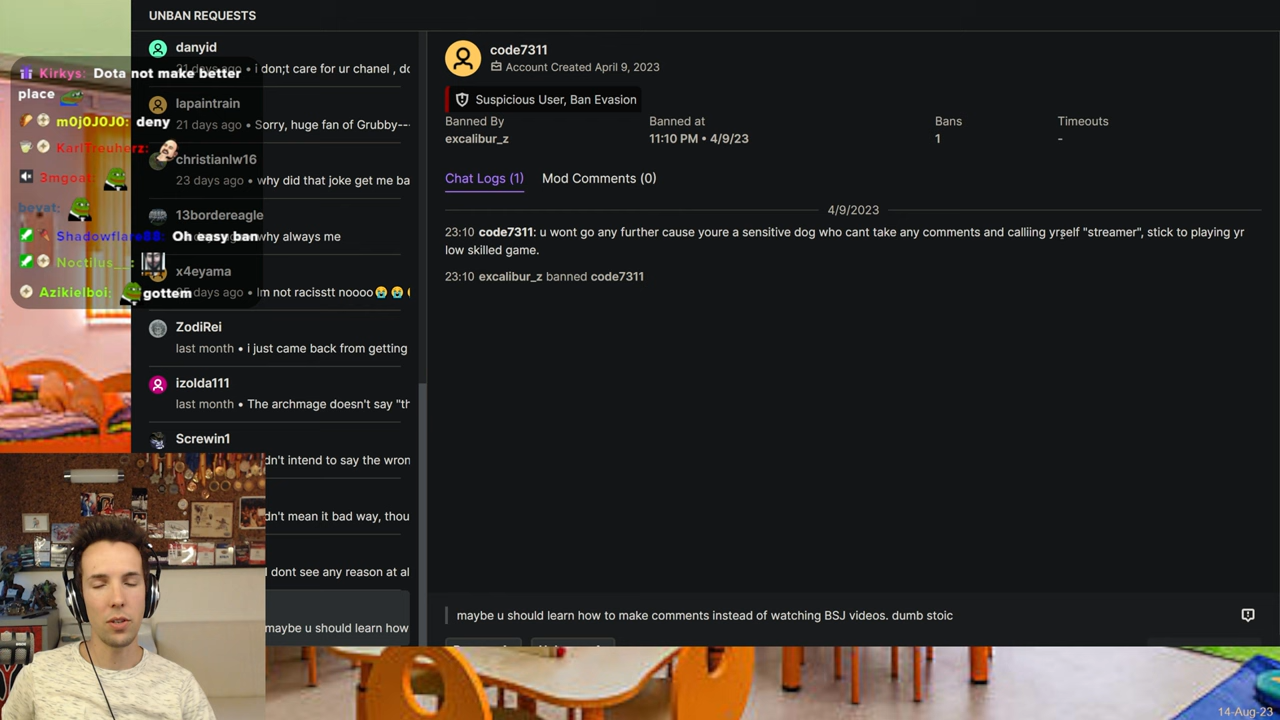 UNBAN REQUESTS
danyid
21 days ago • i don;t care for ur chanel , do
lapaintrain
21 days ago • Sorry, huge fan of Grubby--
christianlw16
23 days ago • why did that joke get me ba
13bordereagle
why always me
x4eyama
days ago • Im not racisstt noooo😭😭
ZodiRei
last month • i just came back from getting
izolda111
last month • The archmage doesn't say "th
Screwin1
dn't intend to say the wron
dn't mean it bad way, thou
I dont see any reason at al
maybe u should learn how
Kirkys: Dota not make better
place
m0j0J0J0: deny
KarlTreuherz:
3mgoat:
bevat:
Shadowflare88: Oh easy ban
Noctilus__:
Azikielboi: gottem
code7311
Account Created April 9, 2023
Suspicious User, Ban Evasion
Banned By Banned at Bans Timeouts
excalibur_z 11:10 PM • 4/9/23 1 -
Chat Logs (1) Mod Comments (0)
4/9/2023
23:10 code7311: u wont go any further cause youre a sensitive dog who cant take any comments and calliing yrself "streamer", stick to playing yr
low skilled game.
23:10 excalibur_z banned code7311
maybe u should learn how to make comments instead of watching BSJ videos. dumb stoic
14-Aug-23